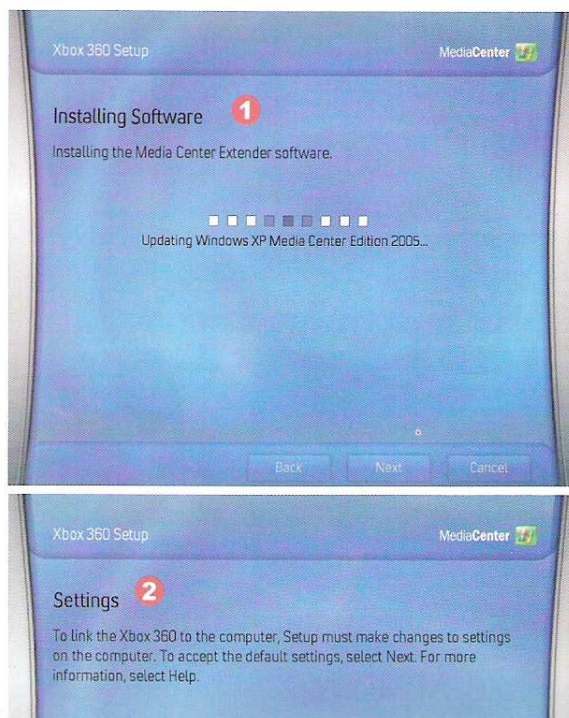 Xbox 360 Setup
MediaCenter
Installing Software 1
Installing the Media Center Extender software.
Updating Windows XP Media Center Edition 2005...
Back Next Cancel
Xbox 360 Setup
MediaCenter
Settings 2
To link the Xbox 360 to the computer, Setup must make changes to settings
on the computer. To accept the default settings, select Next. For more
information, select Help.